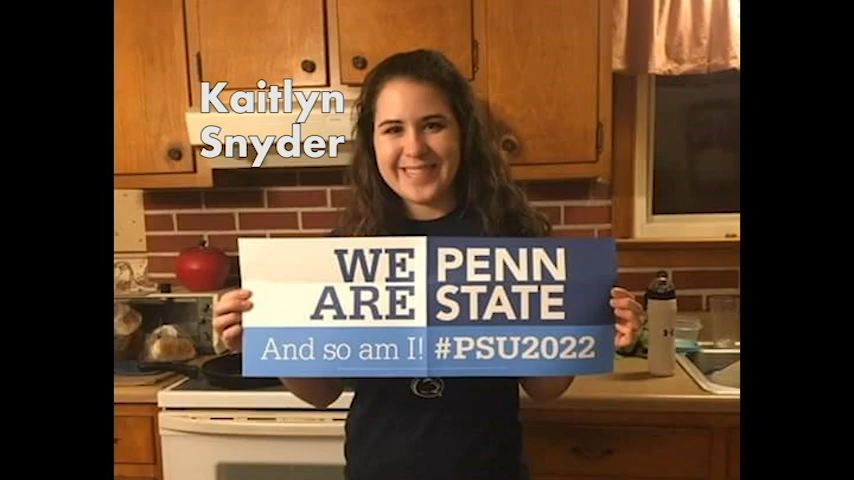 Kaitlyn
Snyder
WE
ARE
PENN
STATE
And so am I! #PSU2022